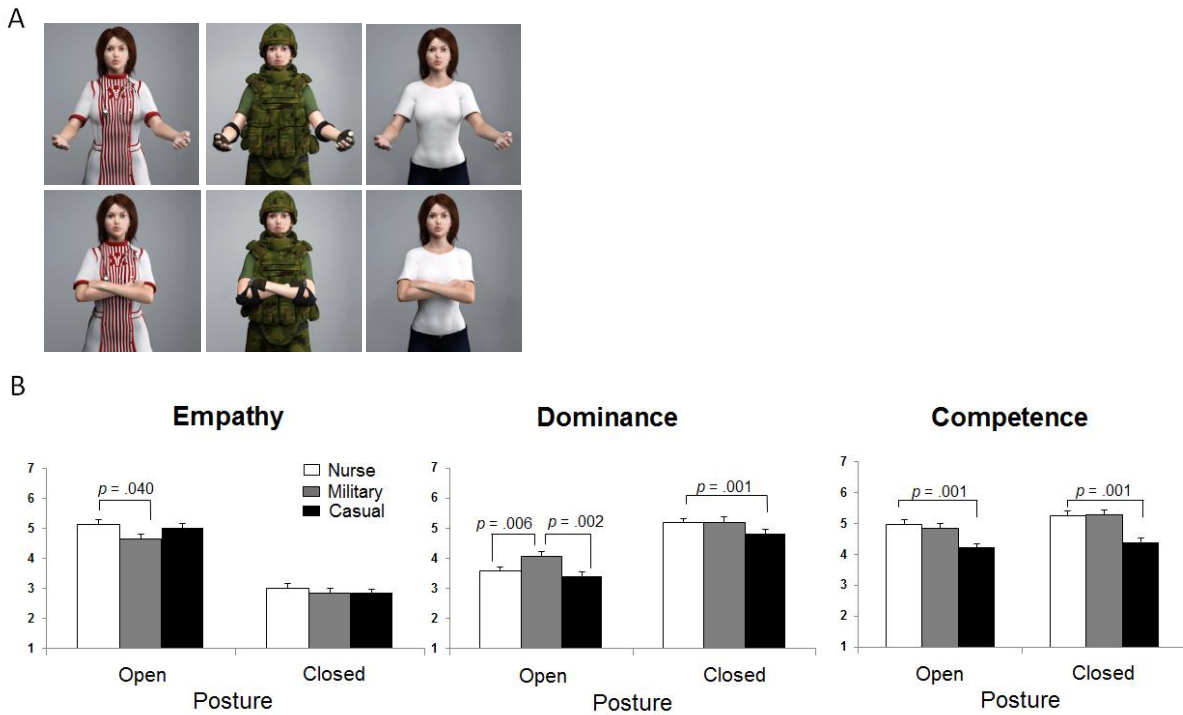 A
B
Empathy
7
6
5
4
3
2
1
p = .040
Nurse
Military
Casual
Open
Closed
Posture
Dominance
7
6
5
4
3
2
1
p = .006
p = .002
p = .001
Open
Closed
Posture
Competence
7
6
5
4
3
2
1
p = .001
p = .001
Open
Closed
Posture